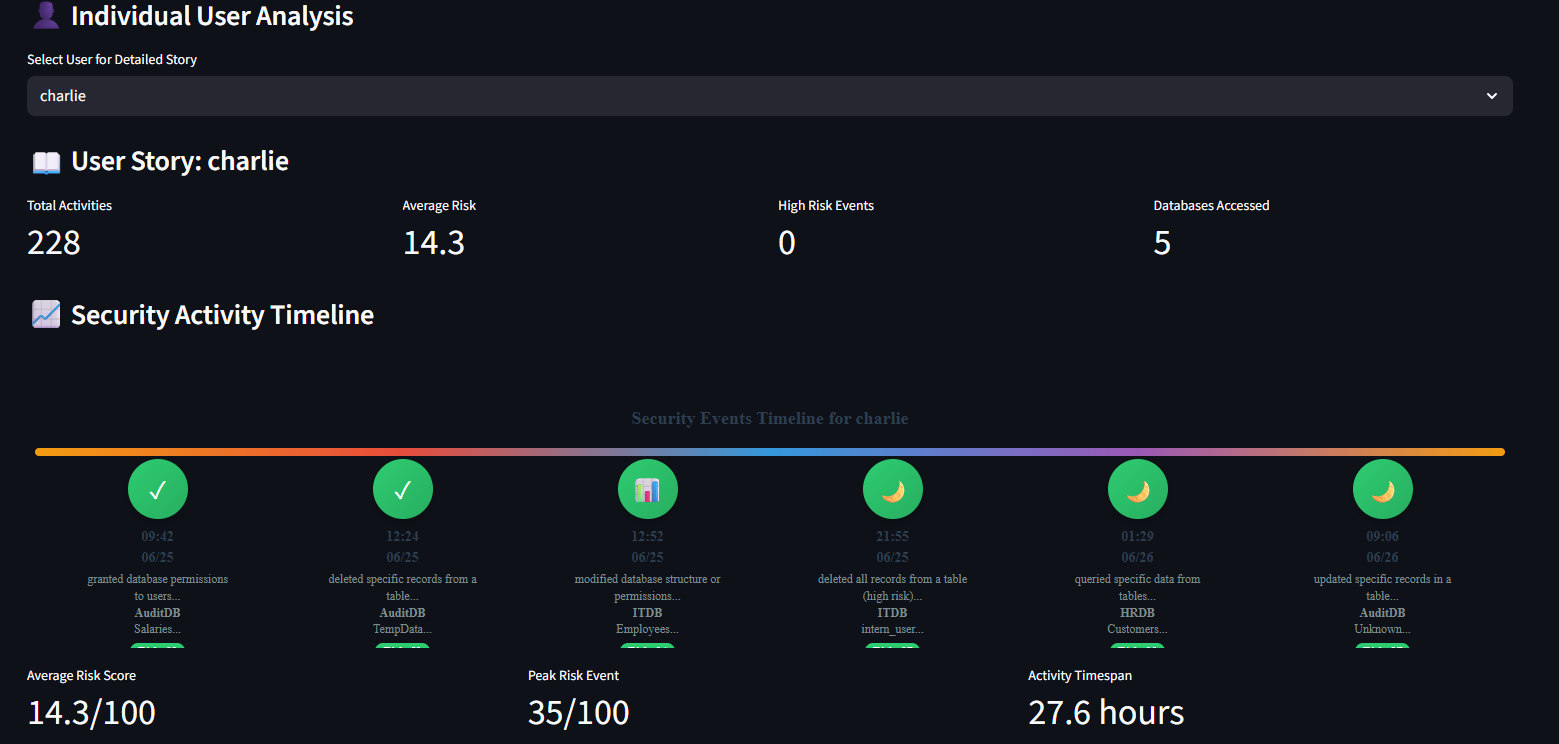 Individual User Analysis
Select User for Detailed Story
charlie
User Story: charlie
Total Activities
Average Risk
High Risk Events
Databases Accessed
228
14.3
0
5
Security Activity Timeline
Security Events Timeline for charlie
09:42
06/25
granted database permissions
to users...
AuditDB
Salaries...
12:24
06/25
deleted specific records from a
table...
AuditDB
TempData...
12:52
06/25
modified database structure or
permissions...
ITDB
Employees...
21:55
06/25
deleted all records from a table
(high risk)...
ITDB
intern_user...
01:29
06/26
queried specific data from
tables...
HRDB
Customers...
09:06
06/26
updated specific records in a
table...
AuditDB
Unknown...
Average Risk Score
Peak Risk Event
Activity Timespan
14.3/100
35/100
27.6 hours